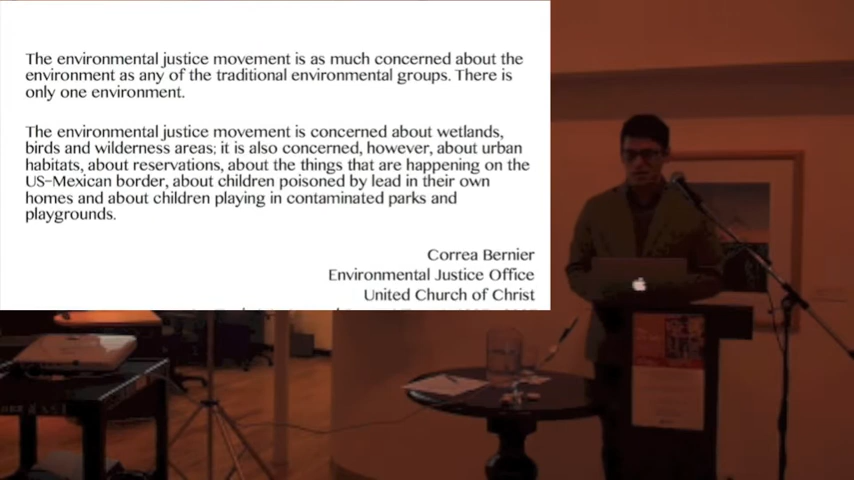 The environmental justice movement is as much concerned about the
environment as any of the traditional environmental groups. There is
only one environment.
The environmental justice movement is concerned about wetlands,
birds and wilderness areas; it is also concerned, however, about urban
habitats, about reservations, about the things that are happening on the
US-Mexican border, about children poisoned by lead in their own
homes and about children playing in contaminated parks and
playgrounds.
Correa Bernier
Environmental Justice Office
United Church of Christ